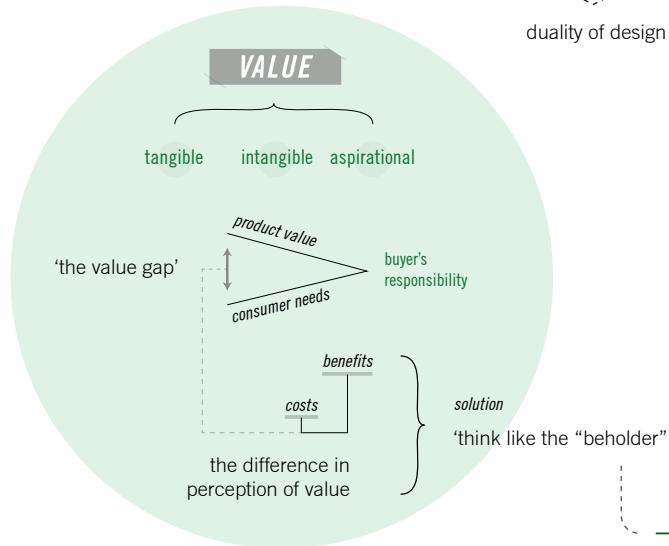 duality of design
VALUE
tangible
intangible
aspirational
product value
'the value gap'
buyer's
responsibility
consumer needs
benefits
costs
solution
'think like the "beholder"
the difference in
perception of value